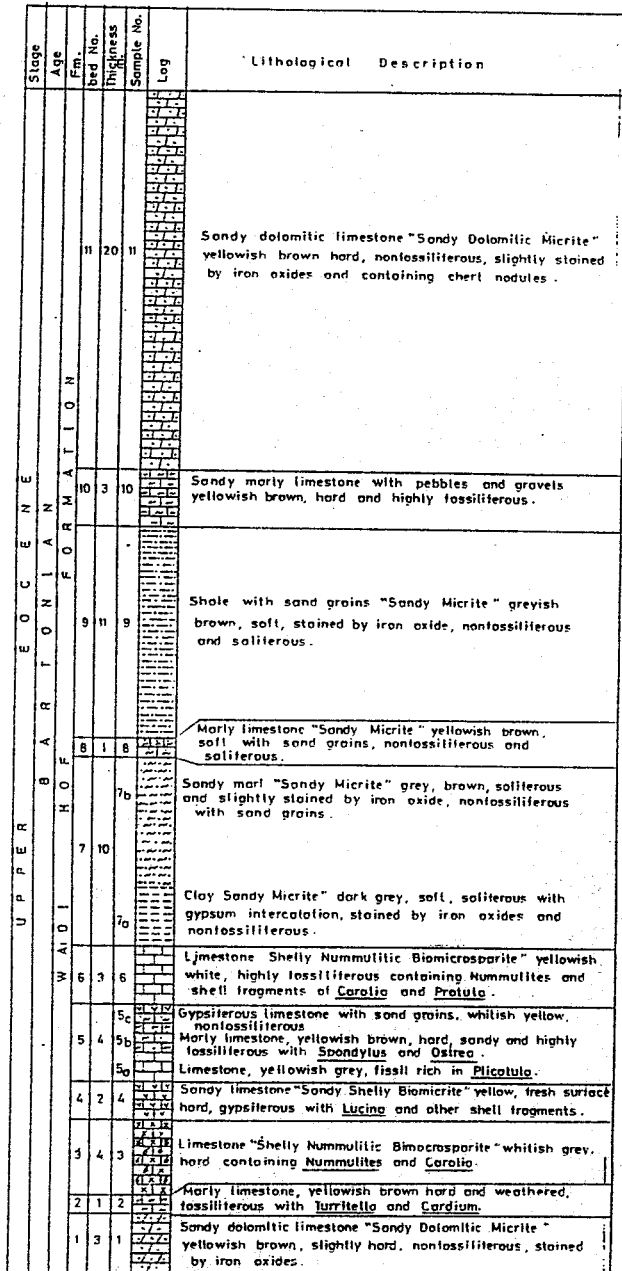 Stage
Age
Fm.
bed No.
Thickness m.
Sample No.
Log
Lithological Description
UPPER EOCENE
BARTONIAN
WADI HOF FORMATION
11 20 11
Sandy dolomitic limestone "Sandy Dolomitic Micrite"
yellowish brown hard, nonfossiliferous, slightly stained
by iron oxides and containing chert nodules.
10 3 10
Sandy marly limestone with pebbles and gravels
yellowish brown, hard and highly fossiliferous.
9 11 9
Shale with sand grains "Sandy Micrite" greyish
brown, soft, stained by iron oxide, nonfossiliferous
and saliferous.
8 1 8
Marly limestone "Sandy Micrite" yellowish brown,
soft with sand grains, nonfossiliferous and
saliferous.
7 10
7b
Sandy marl "Sandy Micrite" grey, brown, saliferous
and slightly stained by iron oxide, nonfossiliferous
with sand grains.
7a
Clay Sandy Micrite" dark grey, soft, saliferous with
gypsum intercalation, stained by iron oxides and
nonfossiliferous.
6 3 6
Limestone Shelly Nummulitic Biomicrosparite" yellowish
white, highly fossiliferous containing Nummulites and
shell fragments of Carolia and Protula.
5 4
5c
Gypsiferous limestone with sand grains, whitish yellow,
nonfossiliferous
5b
Marly limestone, yellowish brown, hard, sandy and highly
fossiliferous with Spondylus and Ostrea.
5a
Limestone, yellowish grey, fissil rich in Plicatula.
4 2 4
Sandy limestone "Sandy Shelly Biomicrite" yellow, fresh surface
hard, gypsiferous with Lucina and other shell fragments.
3 4 3
Limestone "Shelly Nummulitic Bimocrosparite" whitish grey,
hard containing Nummulites and Carolia.
2 1 2
Marly limestone, yellowish brown hard and weathered,
fossiliferous with Turritella and Cardium.
1 3 1
Sandy dolomitic limestone "Sandy Dolomitic Micrite"
yellowish brown, slightly hard, nonfossiliferous, stained
by iron oxides.